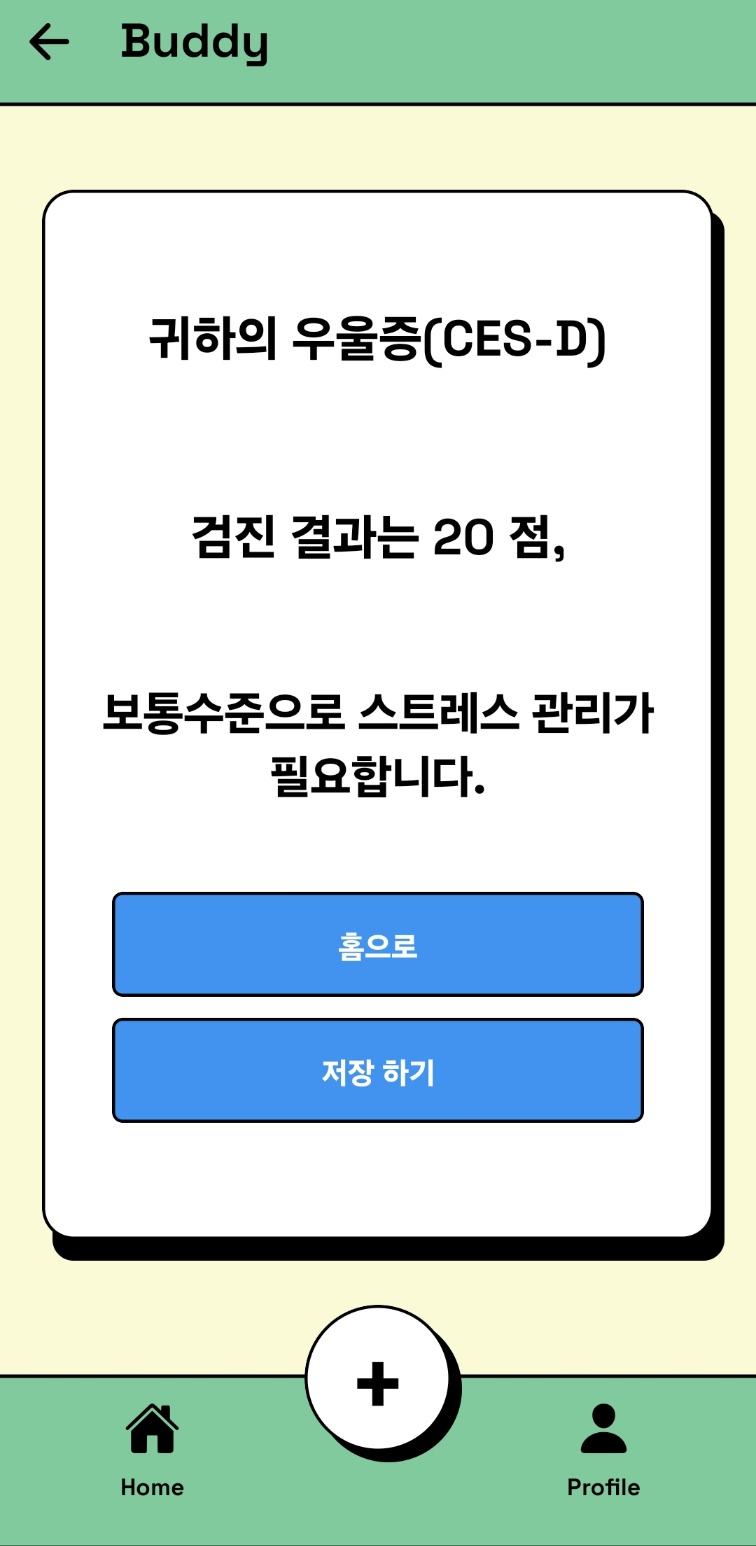 Buddy
귀하의 우울증(CES-D)
검진 결과는 20 점,
보통수준으로 스트레스 관리가
필요합니다.
홈으로
저장 하기
+
Home
Profile